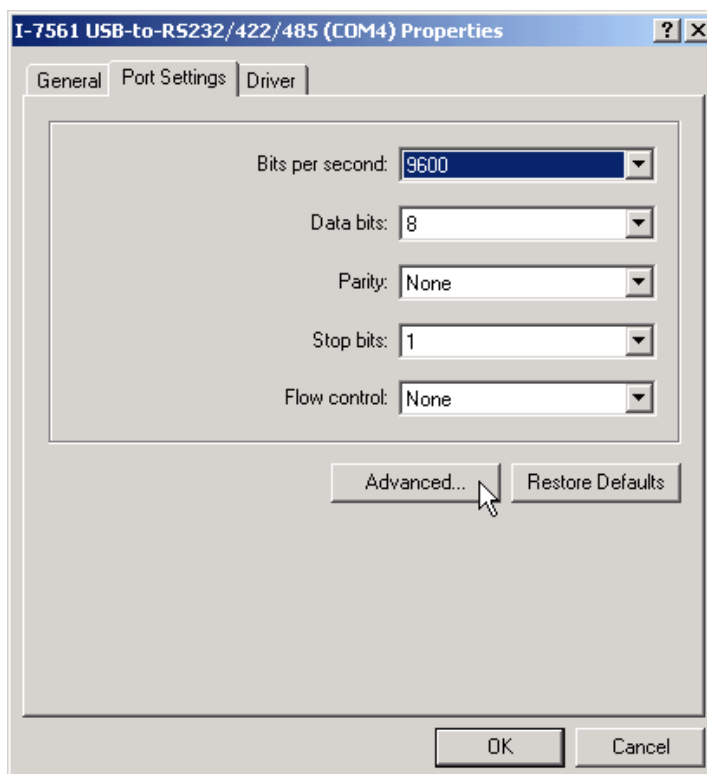 I-7561 USB-to-RS232/422/485 (COM4) Properties
General Port Settings Driver
Bits per second: 9600
Data bits: 8
Parity: None
Stop bits: 1
Flow control: None
Advanced... Restore Defaults
OK Cancel